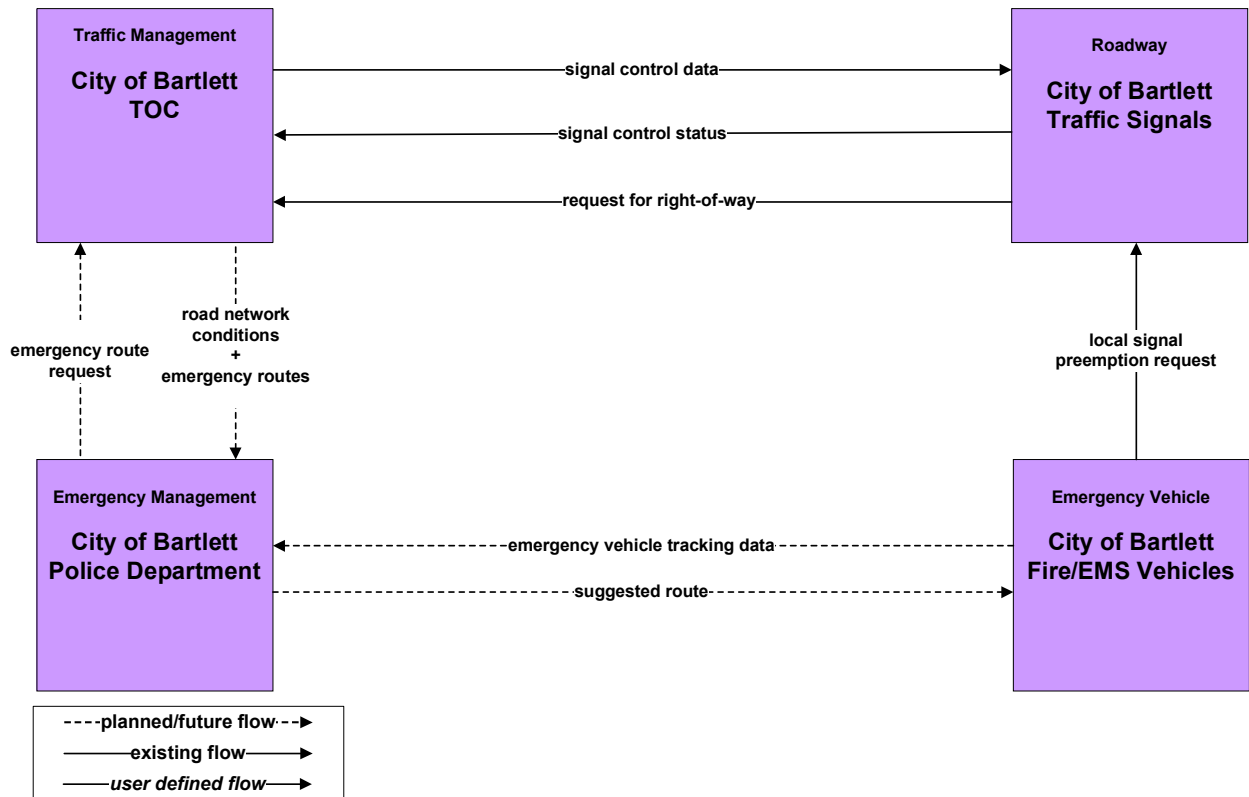 Traffic Management
City of Bartlett
TOC
signal control data
signal control status
request for right-of-way
Roadway
City of Bartlett
Traffic Signals
emergency route
request
road network
conditions
+
emergency routes
local signal
preemption request
Emergency Management
City of Bartlett
Police Department
emergency vehicle tracking data
suggested route
Emergency Vehicle
City of Bartlett
Fire/EMS Vehicles
planned/future flow
existing flow
user defined flow